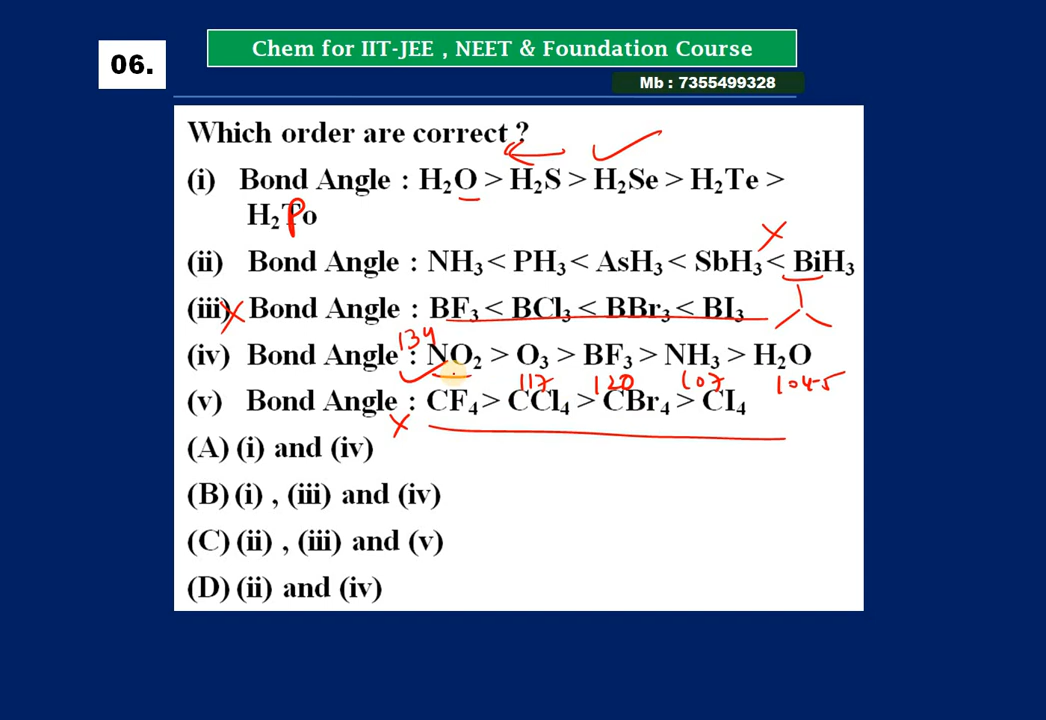 Chem for IIT-JEE , NEET & Foundation Course
06.
Mb : 7355499328
Which order are correct ?
(i) Bond Angle : H₂O > H₂S > H₂Se > H₂Te >
H₂Po
(ii) Bond Angle : NH₃ < PH₃ < AsH₃ < SbH₃ < BiH₃
(iii) Bond Angle : BF₃ < BCl₃ < BBr₃ < BI₃
134
(iv) Bond Angle : NO₂ > O₃ > BF₃ > NH₃ > H₂O
117 120 107 104.5
(v) Bond Angle : CF₄ > CCl₄ > CBr₄ > CI₄
(A) (i) and (iv)
(B) (i) , (iii) and (iv)
(C) (ii) , (iii) and (v)
(D) (ii) and (iv)